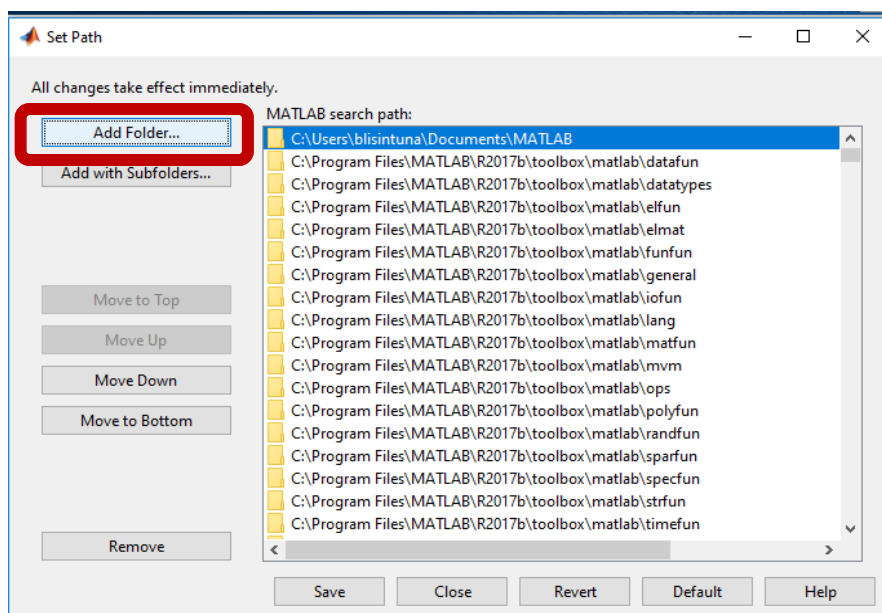 Set Path
All changes take effect immediately.
MATLAB search path:
Add Folder...
Add with Subfolders...
Move to Top
Move Up
Move Down
Move to Bottom
Remove
C:\Users\blisintuna\Documents\MATLAB
C:\Program Files\MATLAB\R2017b\toolbox\matlab\datafun
C:\Program Files\MATLAB\R2017b\toolbox\matlab\datatypes
C:\Program Files\MATLAB\R2017b\toolbox\matlab\elfun
C:\Program Files\MATLAB\R2017b\toolbox\matlab\elmat
C:\Program Files\MATLAB\R2017b\toolbox\matlab\funfun
C:\Program Files\MATLAB\R2017b\toolbox\matlab\general
C:\Program Files\MATLAB\R2017b\toolbox\matlab\iofun
C:\Program Files\MATLAB\R2017b\toolbox\matlab\lang
C:\Program Files\MATLAB\R2017b\toolbox\matlab\matfun
C:\Program Files\MATLAB\R2017b\toolbox\matlab\mvm
C:\Program Files\MATLAB\R2017b\toolbox\matlab\ops
C:\Program Files\MATLAB\R2017b\toolbox\matlab\polyfun
C:\Program Files\MATLAB\R2017b\toolbox\matlab\randfun
C:\Program Files\MATLAB\R2017b\toolbox\matlab\sparfun
C:\Program Files\MATLAB\R2017b\toolbox\matlab\specfun
C:\Program Files\MATLAB\R2017b\toolbox\matlab\strfun
C:\Program Files\MATLAB\R2017b\toolbox\matlab\timefun
Save
Close
Revert
Default
Help